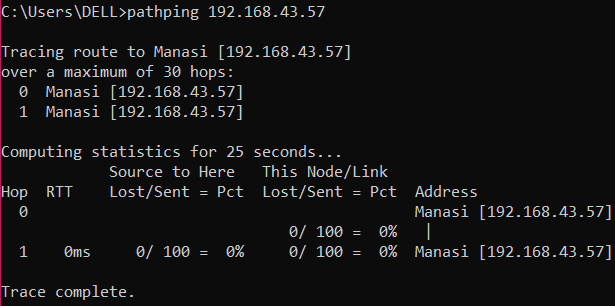 C:\Users\DELL>pathping 192.168.43.57
Tracing route to Manasi [192.168.43.57]
over a maximum of 30 hops:
  0  Manasi [192.168.43.57]
  1  Manasi [192.168.43.57]
Computing statistics for 25 seconds...
            Source to Here   This Node/Link
Hop  RTT    Lost/Sent = Pct  Lost/Sent = Pct  Address
  0                                           Manasi [192.168.43.57]
                                0/ 100 =  0%   |
  1    0ms     0/ 100 =  0%     0/ 100 =  0%  Manasi [192.168.43.57]
Trace complete.